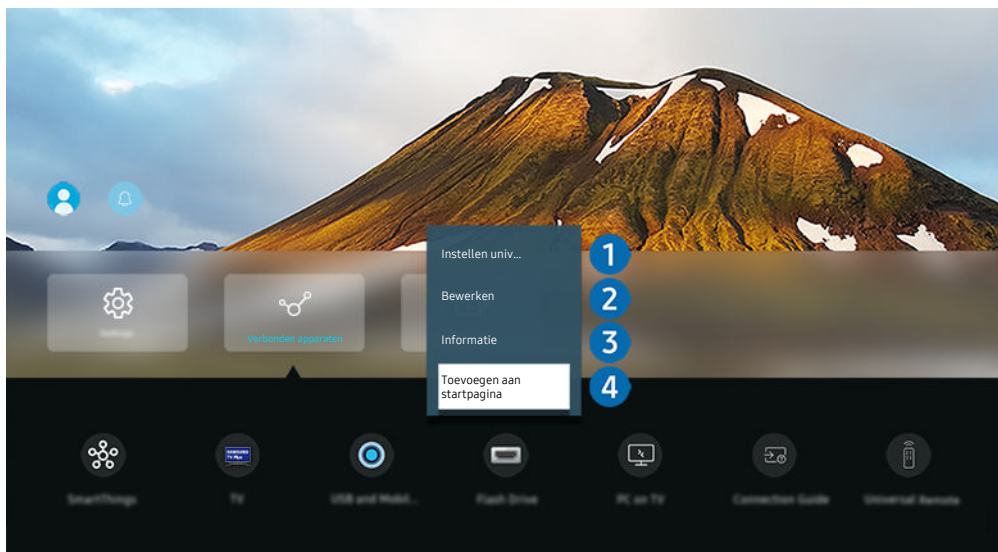 Instellen univ...
1
Bewerken
2
Informatie
3
Toevoegen aan
startpagina
4
Settings
Verbonden apparaten
SAMSUNG
TV Plus
SmartThings
TV
USB and Mobil...
Flash Drive
PC on TV
Connection Guide
Universal Remote